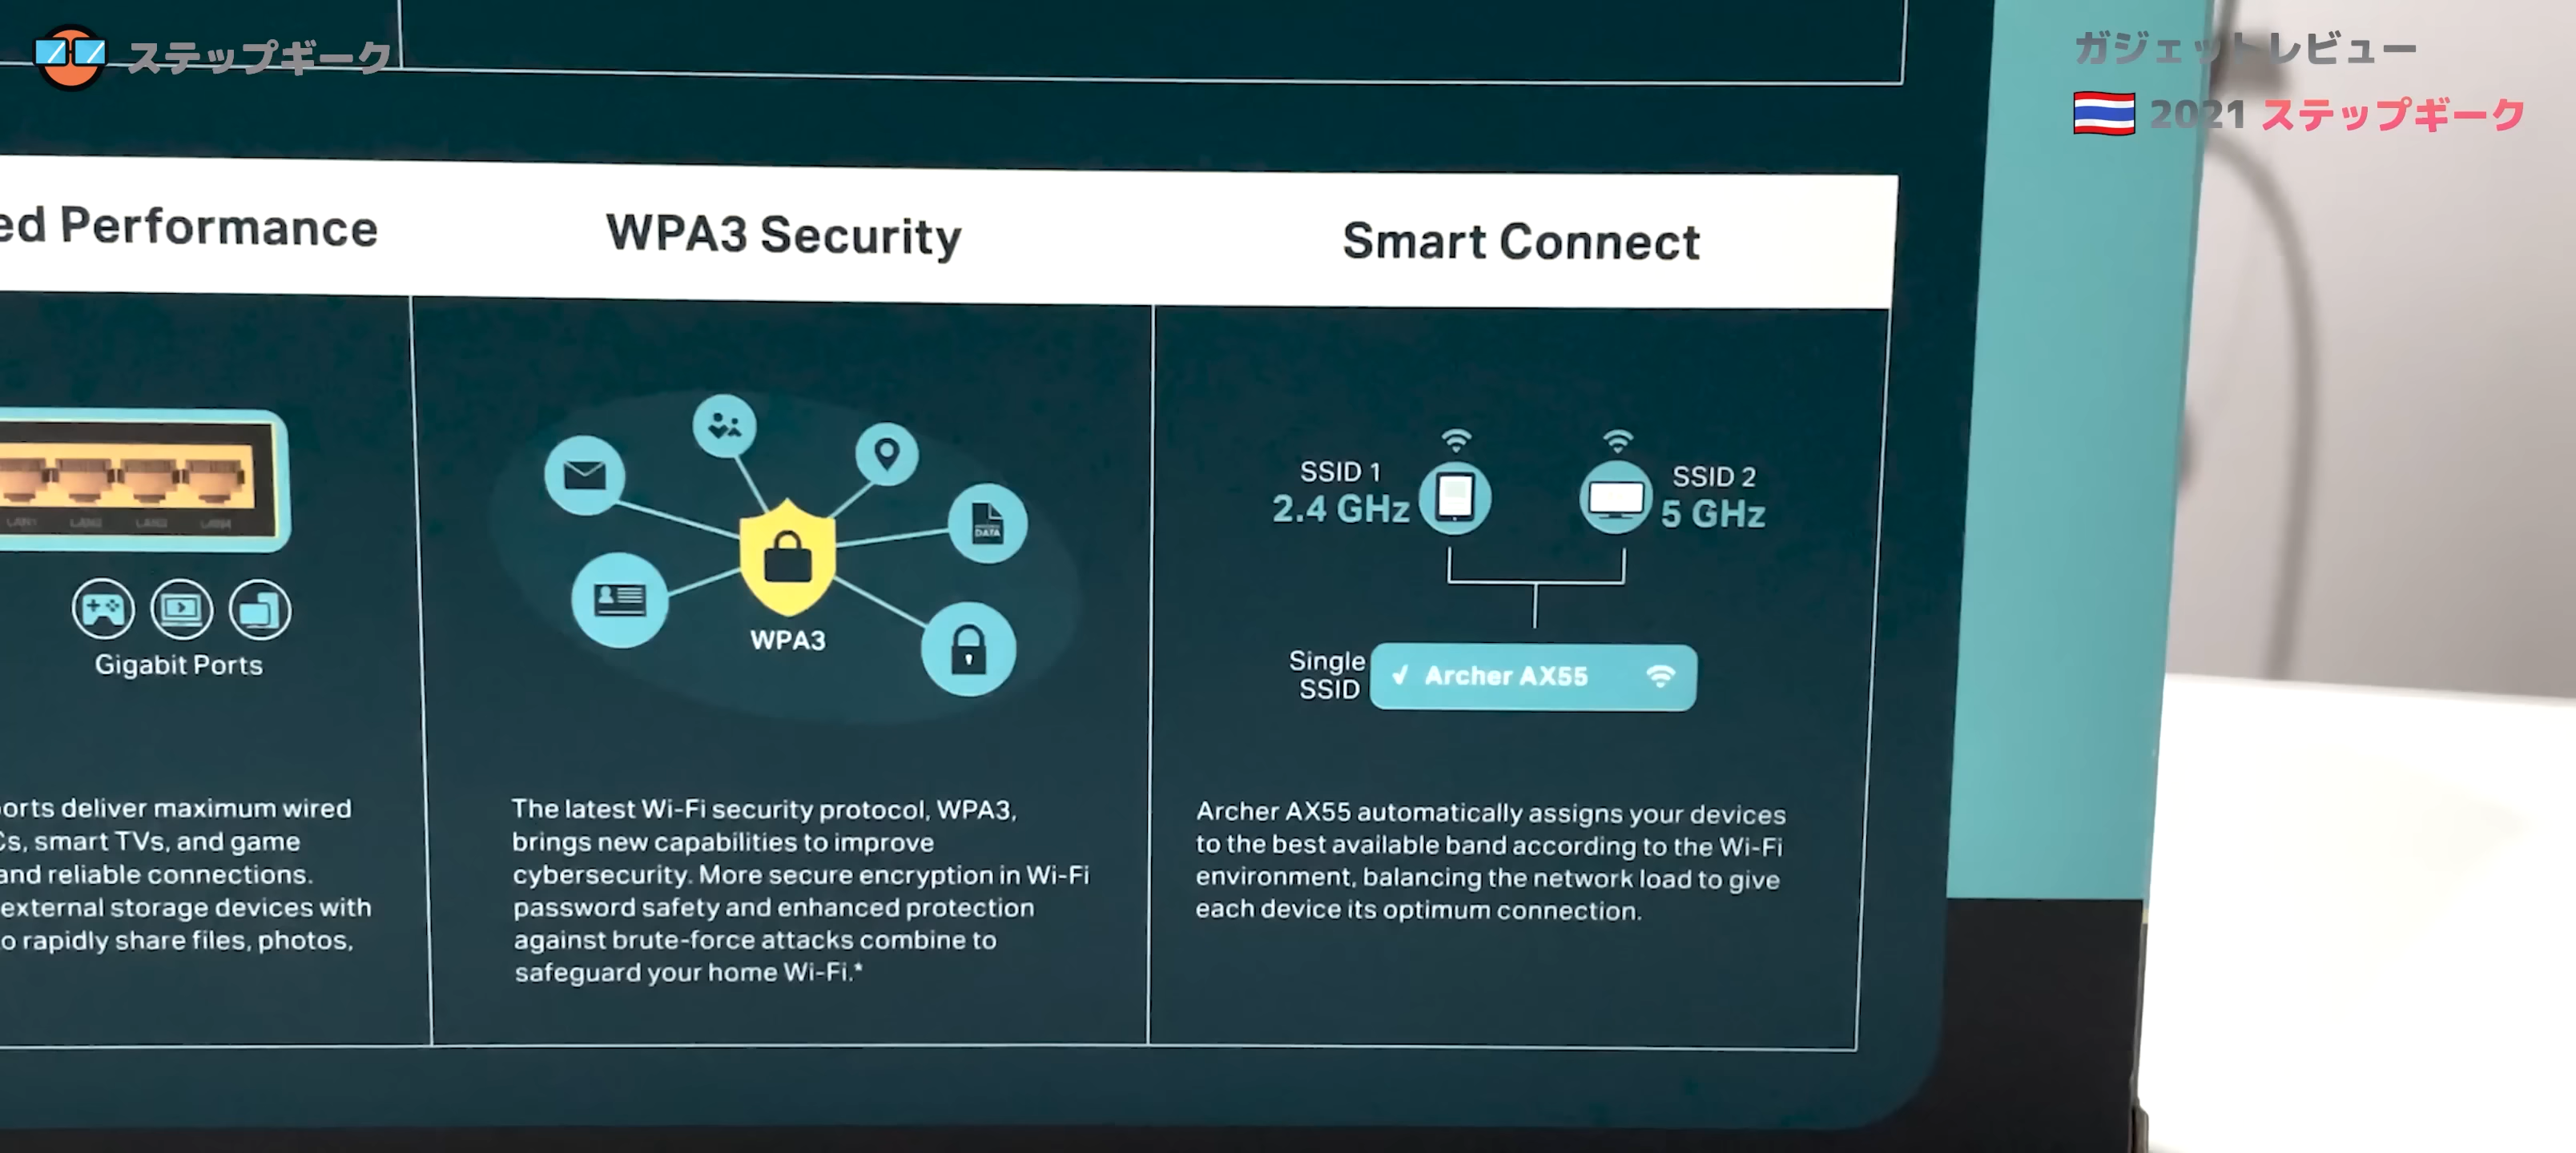 ステップギーク
ガジェットレビュー
2021 ステップギーク
ed Performance
WPA3 Security
Smart Connect
LAN1 LAN2 LAN3 LAN4
Gigabit Ports
orts deliver maximum wired
Cs, smart TVs, and game
and reliable connections.
external storage devices with
o rapidly share files, photos,
DATA
WPA3
The latest Wi-Fi security protocol, WPA3,
brings new capabilities to improve
cybersecurity. More secure encryption in Wi-Fi
password safety and enhanced protection
against brute-force attacks combine to
safeguard your home Wi-Fi.*
SSID 1
2.4 GHz
SSID 2
5 GHz
Single
SSID
Archer AX55
Archer AX55 automatically assigns your devices
to the best available band according to the Wi-Fi
environment, balancing the network load to give
each device its optimum connection.